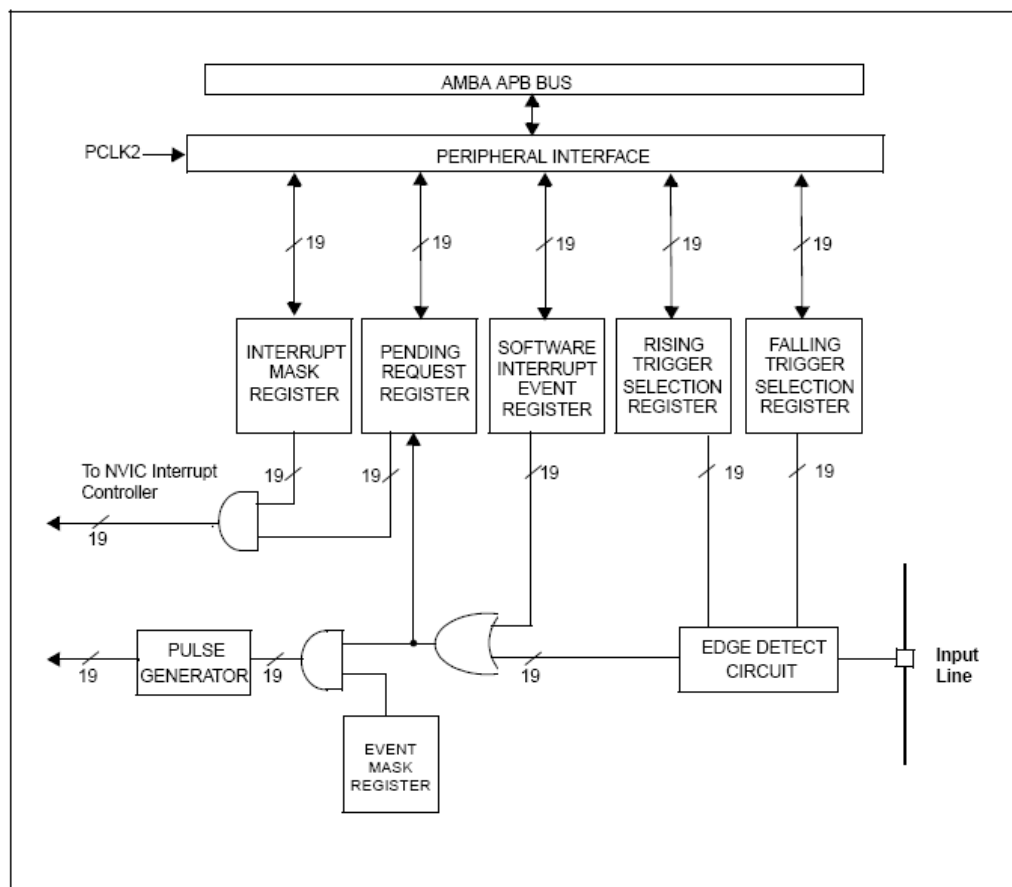 AMBA APB BUS
PCLK2
PERIPHERAL INTERFACE
19
19
19
19
19
INTERRUPT
MASK
REGISTER
PENDING
REQUEST
REGISTER
SOFTWARE
INTERRUPT
EVENT
REGISTER
RISING
TRIGGER
SELECTION
REGISTER
FALLING
TRIGGER
SELECTION
REGISTER
To NVIC Interrupt
Controller
19
19
19
19
19
19
PULSE
GENERATOR
19
19
19
EDGE DETECT
CIRCUIT
Input
Line
EVENT
MASK
REGISTER